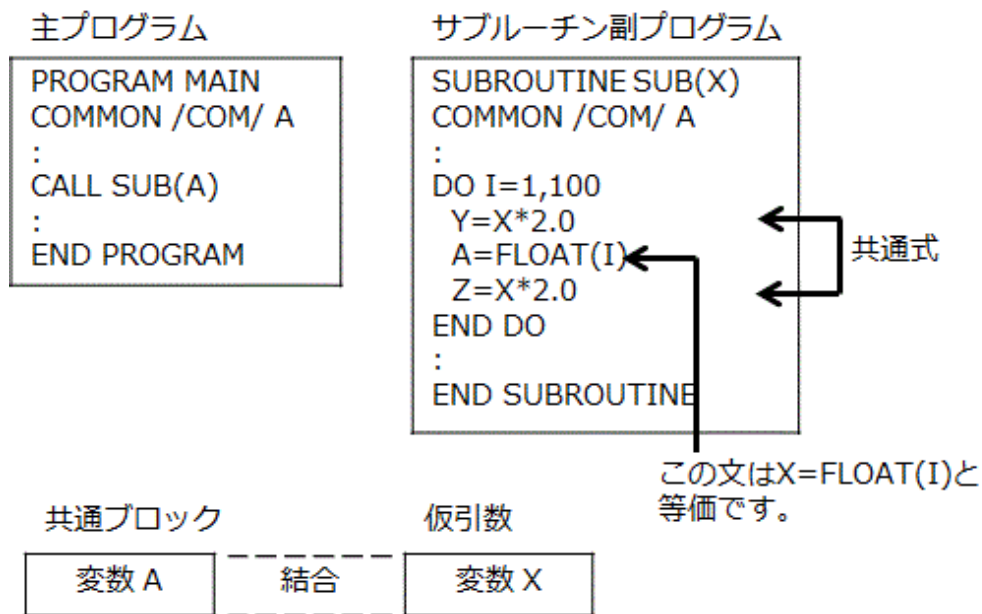 主プログラム
PROGRAM MAIN
COMMON /COM/ A
:
CALL SUB(A)
:
END PROGRAM
サブルーチン副プログラム
SUBROUTINE SUB(X)
COMMON /COM/ A
:
DO I=1,100
Y=X*2.0
A=FLOAT(I)
Z=X*2.0
END DO
:
END SUBROUTINE
共通式
この文はX=FLOAT(I)と
等価です。
共通ブロック
変数 A
結合
仮引数
変数 X